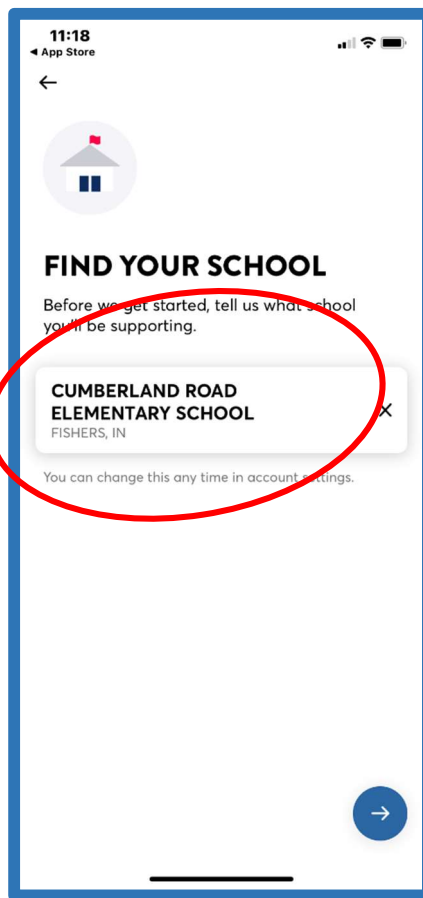 11:18
◀ App Store
FIND YOUR SCHOOL
Before we get started, tell us what school
you'll be supporting.
CUMBERLAND ROAD
ELEMENTARY SCHOOL
FISHERS, IN
You can change this any time in account settings.